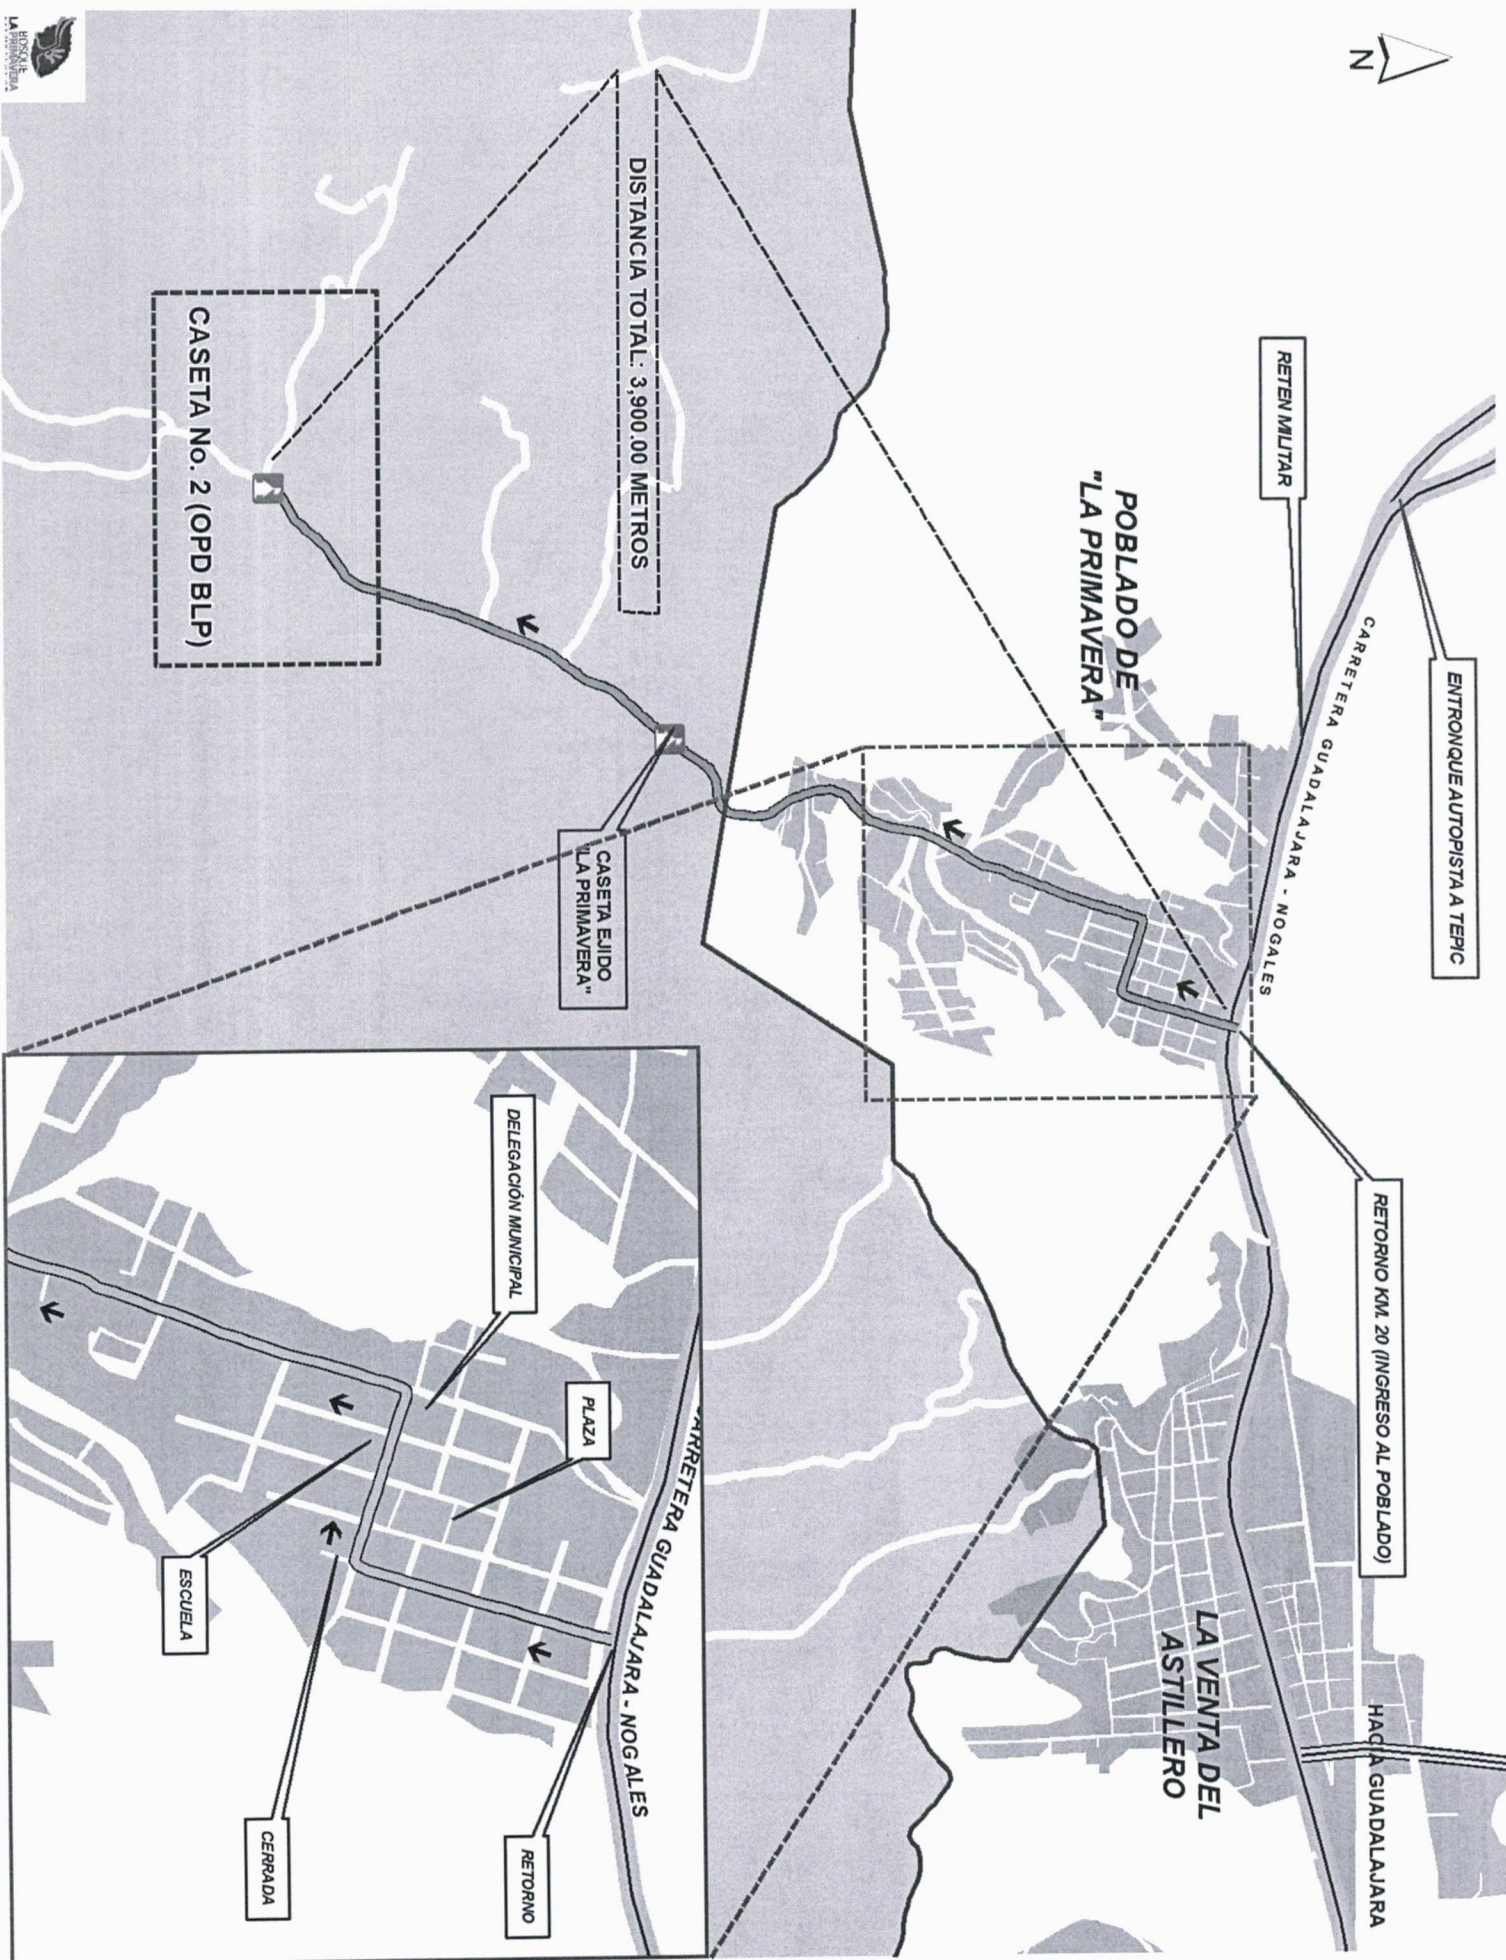 N
ENTRONQUE AUTOPISTA A TEPIC
RETEN MILITAR
CARRETERA GUADALAJARA - NOGALES
RETORNO KM. 20 (INGRESO AL POBLADO)
HACIA GUADALAJARA
POBLADO DE
"LA PRIMAVERA"
LA VENTA DEL
ASTILLERO
DISTANCIA TOTAL: 3,900.00 METROS
CASETA EJIDO
"LA PRIMAVERA"
CASETA No. 2 (OPD BLP)
CARRETERA GUADALAJARA - NOGALES
PLAZA
DELEGACIÓN MUNICIPAL
RETORNO
ESCUELA
CERRADA
BOSQUE
LA PRIMAVERA